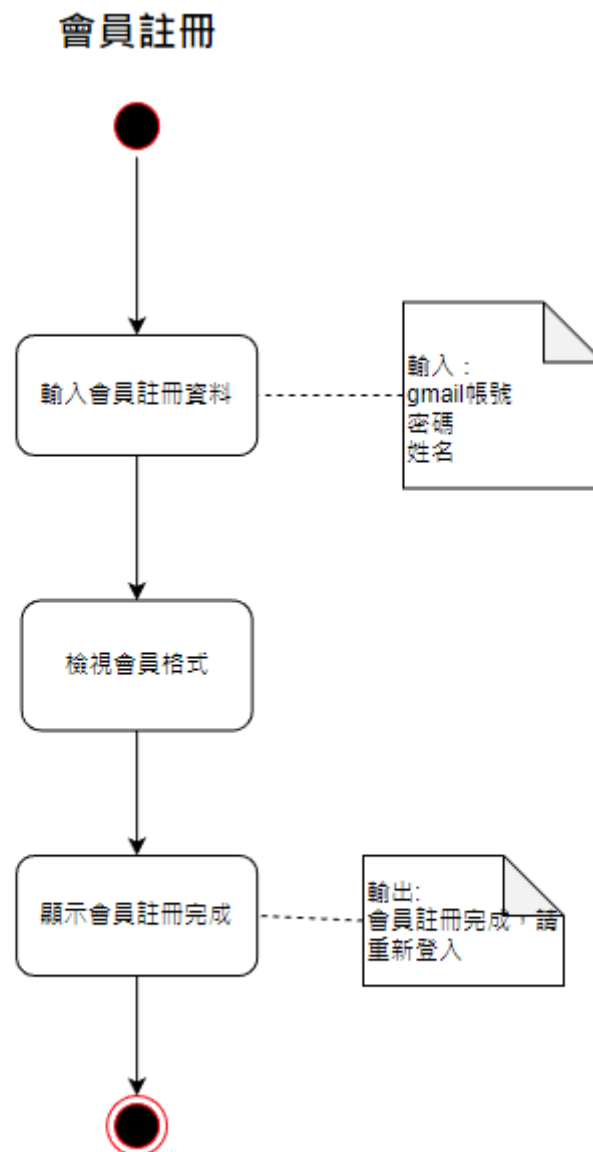 會員註冊
輸入會員註冊資料
輸入：
gmail帳號
密碼
姓名
檢視會員格式
顯示會員註冊完成
輸出:
會員註冊完成，請
重新登入